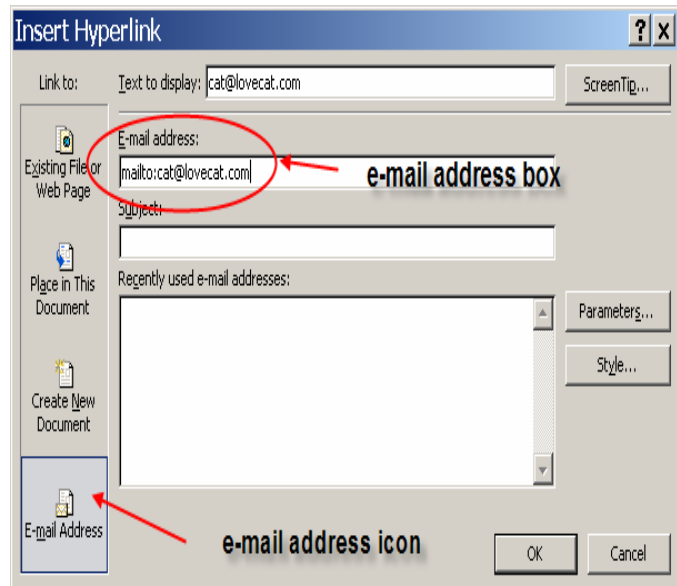 Insert Hyperlink
? x
Link to:
Text to display: cat@lovecat.com
ScreenTip...
Existing File or
Web Page
E-mail address:
mailto:cat@lovecat.com
e-mail address box
Subject:
Place in This
Document
Recently used e-mail addresses:
Parameters...
Style...
Create New
Document
E-mail Address
e-mail address icon
OK
Cancel